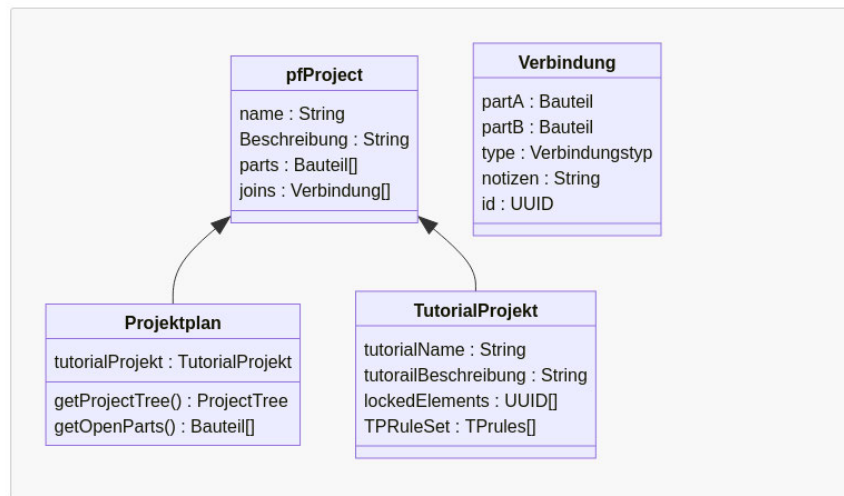 pfProject
name : String
Beschreibung : String
parts : Bauteil[]
joins : Verbindung[]
Verbindung
partA : Bauteil
partB : Bauteil
type : Verbindungstyp
notizen : String
id : UUID
Projektplan
tutorialProjekt : TutorialProjekt
getProjectTree() : ProjectTree
getOpenParts() : Bauteil[]
TutorialProjekt
tutorialName : String
tutorailBeschreibung : String
lockedElements : UUID[]
TPRuleSet : TPrules[]